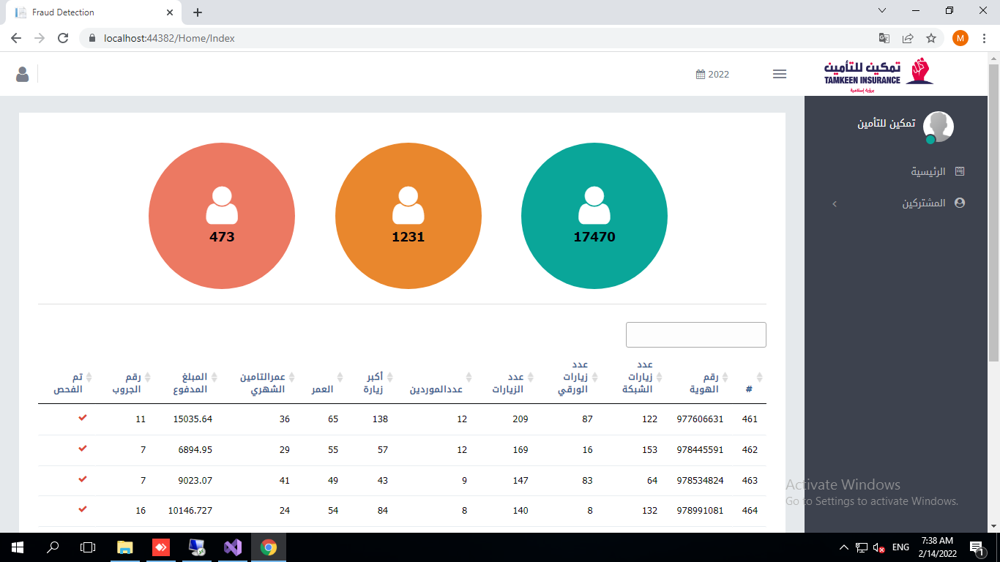 Fraud Detection
localhost:44382/Home/Index
M
2022
تمكين للتأمين
TAMKEEN INSURANCE
برؤية إسلامية
تمكين للتأمين
الرئيسية
المشتركين
473
1231
17470
#
رقم الهوية
عدد زيارات الشبكة
عدد زيارات الورقي
عدد الزيارات
عددالموردين
أكبر زيارة
العمر
عمرالتامين الشهري
المبلغ المدفوع
رقم الجروب
تم الفحص
461 977606631 122 87 209 12 138 65 36 15035.64 11
462 978445591 153 16 169 12 57 55 29 6894.95 7
463 978534824 64 83 147 9 43 49 41 9023.07 7
464 978991081 132 8 140 8 84 54 24 10146.727 16
Activate Windows
Go to Settings to activate Windows.
ENG
7:38 AM
2/14/2022
1